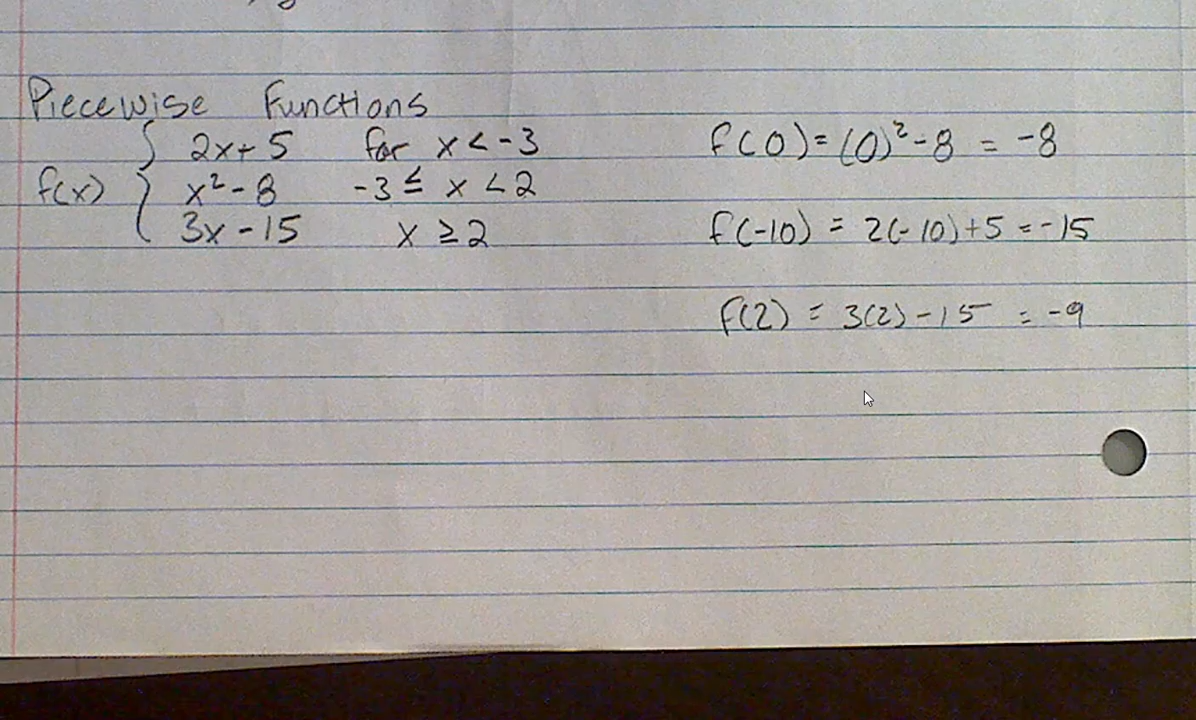 Piecewise Functions
2x+5 for x<-3
f(x) { x²-8 -3≤ x <2
3x-15 x ≥2
f(0)=(0)²-8 = -8
f(-10) = 2(-10)+5=-15
f(2) = 3(2)-15 = -9